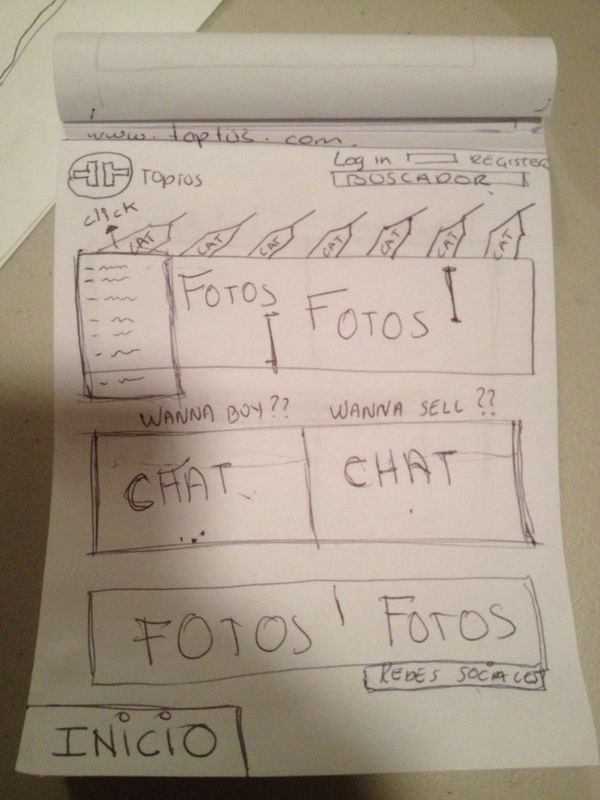 www.toptus.com.
Log in REGISTER
TOPTUS
BUSCADOR
click
CAT CAT CAT CAT CAT CAT CAT
FOTOS FOTOS
WANNA BUY?? WANNA SELL??
CHAT CHAT
FOTOS FOTOS
REDES SOCIALES
INICIO